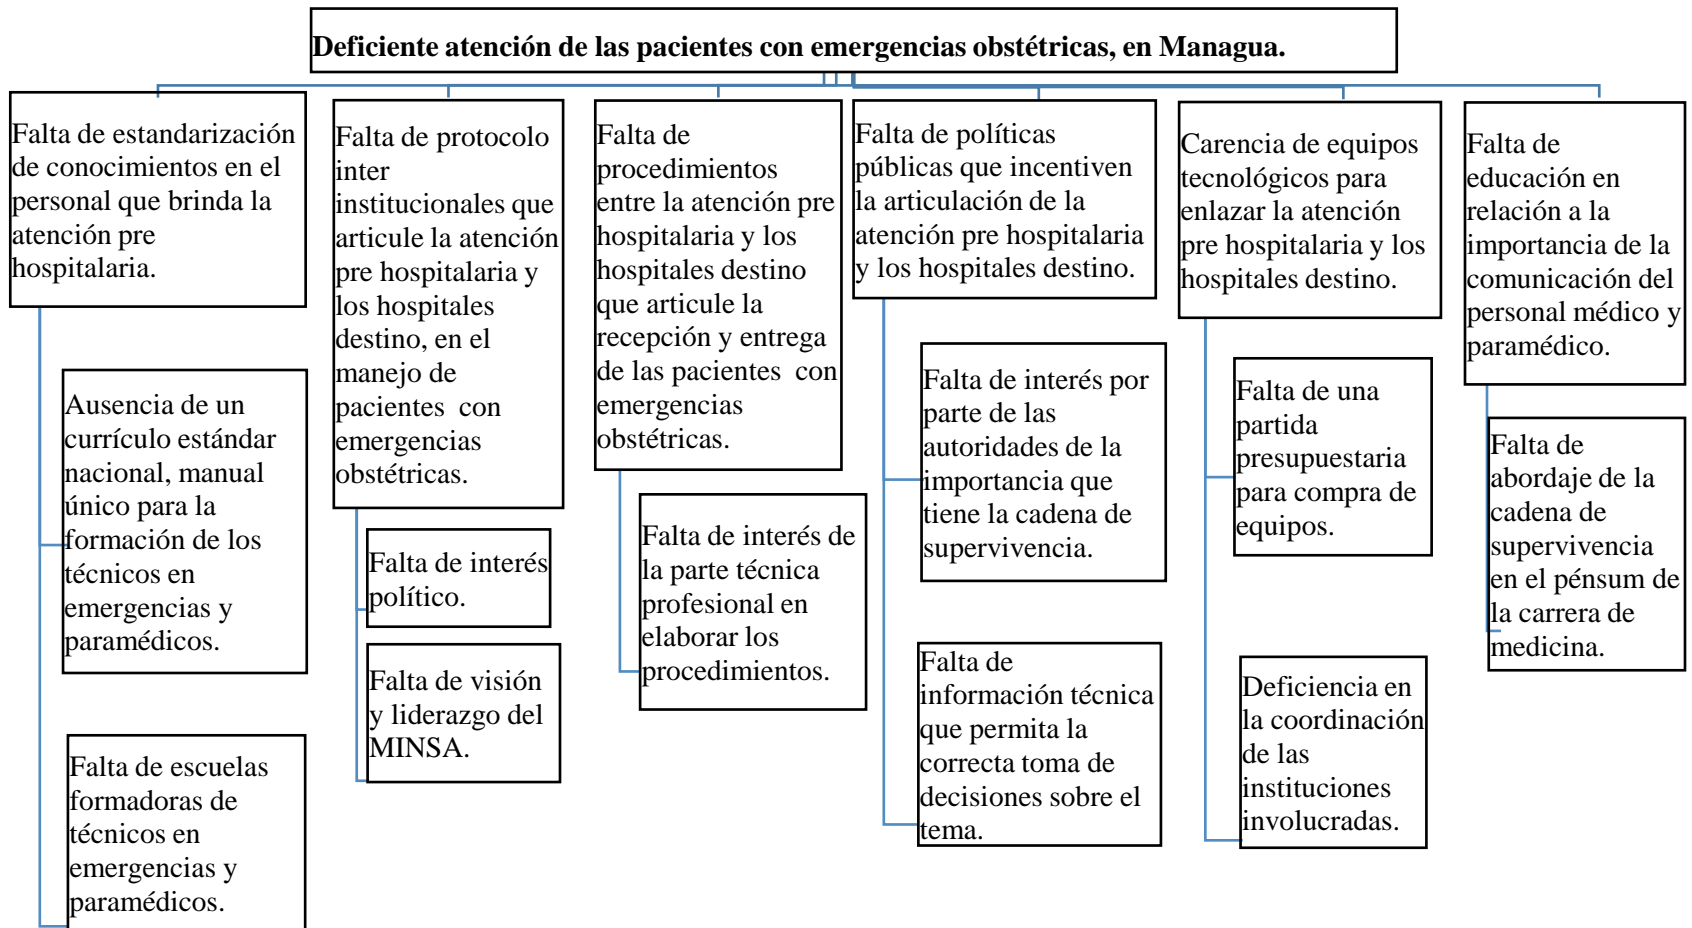 Deficiente atención de las pacientes con emergencias obstétricas, en Managua.
Falta de estandarización
de conocimientos en el
personal que brinda la
atención pre
hospitalaria.
Ausencia de un
currículo estándar
nacional, manual
único para la
formación de los
técnicos en
emergencias y
paramédicos.
Falta de escuelas
formadoras de
técnicos en
emergencias y
paramédicos.
Falta de protocolo
inter
institucionales que
articule la atención
pre hospitalaria y
los hospitales
destino, en el
manejo de
pacientes con
emergencias
obstétricas.
Falta de interés
político.
Falta de visión
y liderazgo del
MINSA.
Falta de
procedimientos
entre la atención pre
hospitalaria y los
hospitales destino
que articule la
recepción y entrega
de las pacientes con
emergencias
obstétricas.
Falta de interés de
la parte técnica
profesional en
elaborar los
procedimientos.
Falta de políticas
públicas que incentiven
la articulación de la
atención pre hospitalaria
y los hospitales destino.
Falta de interés por
parte de las
autoridades de la
importancia que
tiene la cadena de
supervivencia.
Falta de
información técnica
que permita la
correcta toma de
decisiones sobre el
tema.
Carencia de equipos
tecnológicos para
enlazar la atención
pre hospitalaria y los
hospitales destino.
Falta de una
partida
presupuestaria
para compra de
equipos.
Deficiencia en
la coordinación
de las
instituciones
involucradas.
Falta de
educación en
relación a la
importancia de la
comunicación del
personal médico y
paramédico.
Falta de
abordaje de la
cadena de
supervivencia
en el pénsum de
la carrera de
medicina.